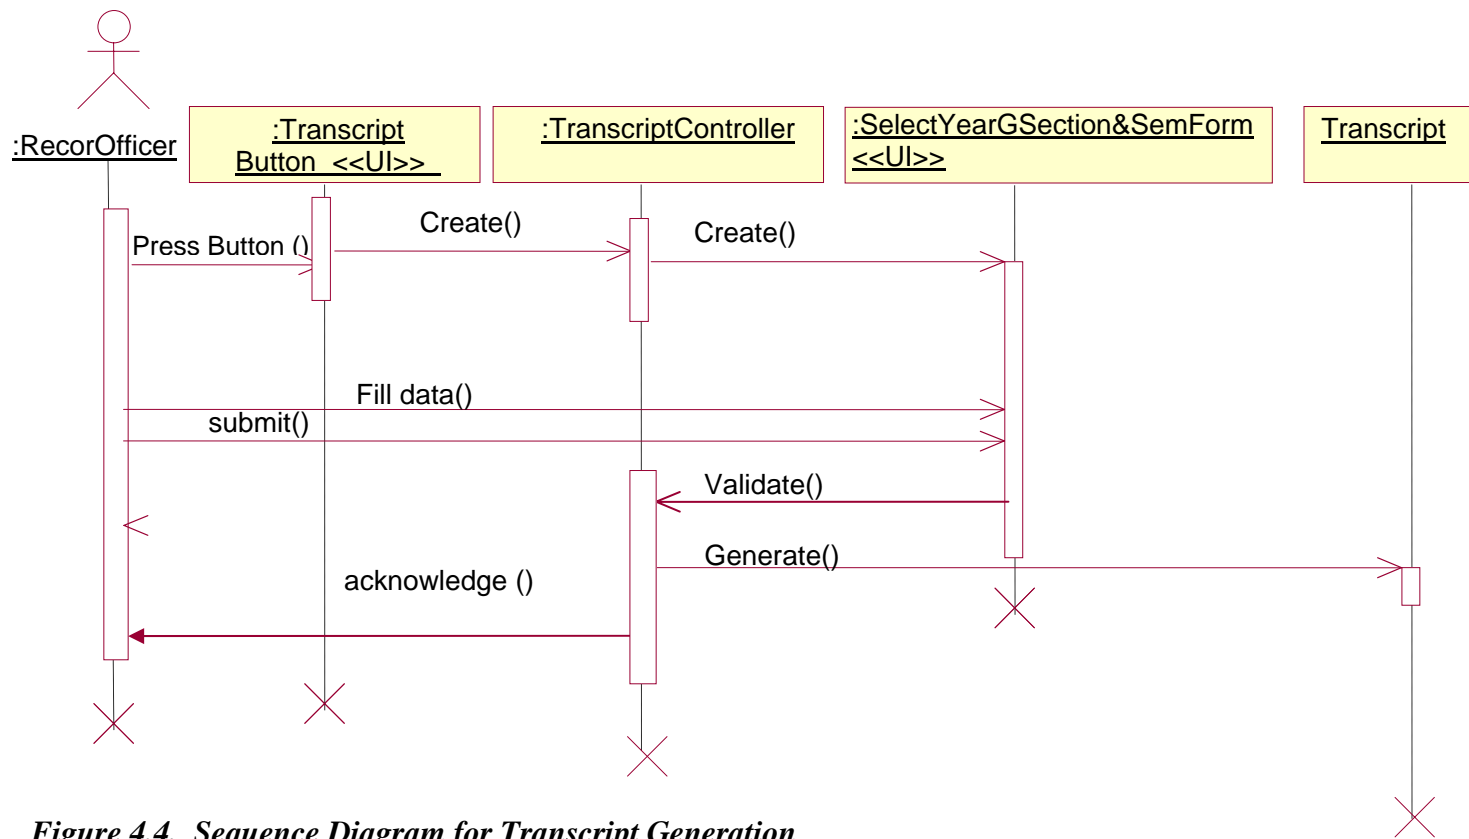 :RecorOfficer
:Transcript
Button <<UI>>
:TranscriptController
:SelectYearGSection&SemForm
<<UI>>
Transcript
Press Button ()
Create()
Create()
Fill data()
submit()
Validate()
Generate()
acknowledge ()
Figure 4.4. Sequence Diagram for Transcript Generation